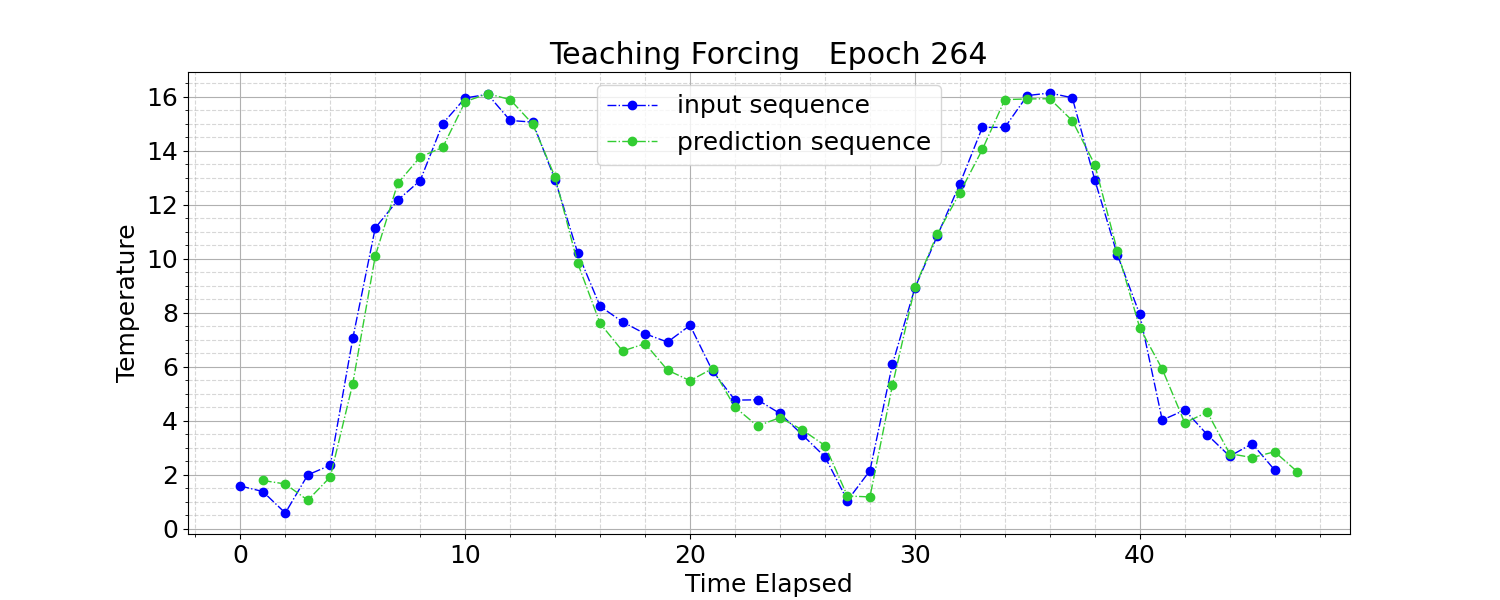 Teaching Forcing   Epoch 264
input sequence
prediction sequence
Temperature
16
14
12
10
8
6
4
2
0
0 10 20 30 40
Time Elapsed